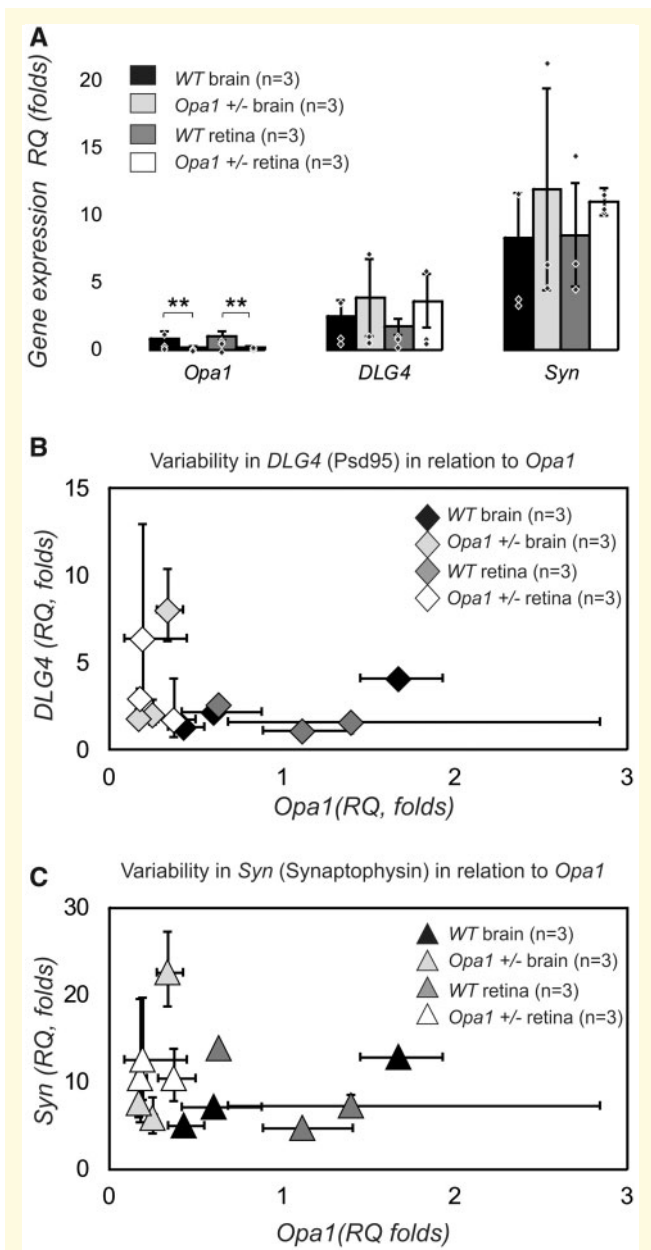 A
Gene expression RQ (folds)
20
15
10
5
0
WT brain (n=3)
Opa1 +/- brain (n=3)
WT retina (n=3)
Opa1 +/- retina (n=3)
** **
Opa1 DLG4 Syn
B
Variability in DLG4 (Psd95) in relation to Opa1
DLG4 (RQ, folds)
15
10
5
0
WT brain (n=3)
Opa1 +/- brain (n=3)
WT retina (n=3)
Opa1 +/- retina (n=3)
0 1 2 3
Opa1(RQ, folds)
C
Variability in Syn (Synaptophysin) in relation to Opa1
Syn (RQ, folds)
30
20
10
0
WT brain (n=3)
Opa1 +/- brain (n=3)
WT retina (n=3)
Opa1 +/- retina (n=3)
0 1 2 3
Opa1(RQ folds)